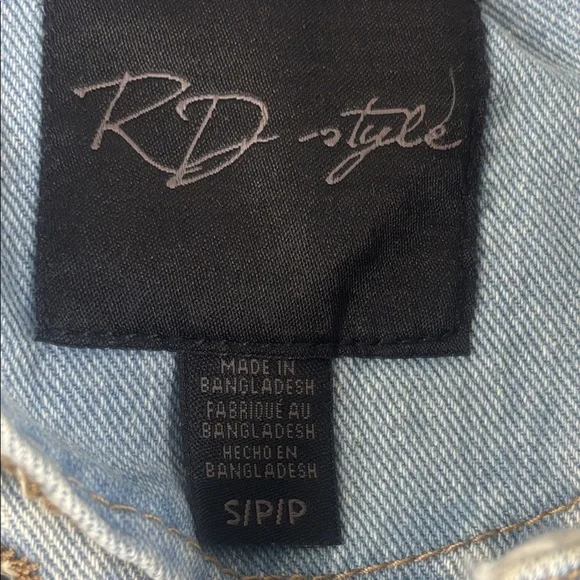 RD style
MADE IN
BANGLADESH
FABRIQUÉ AU
BANGLADESH
HECHO EN
BANGLADESH
S/P/P